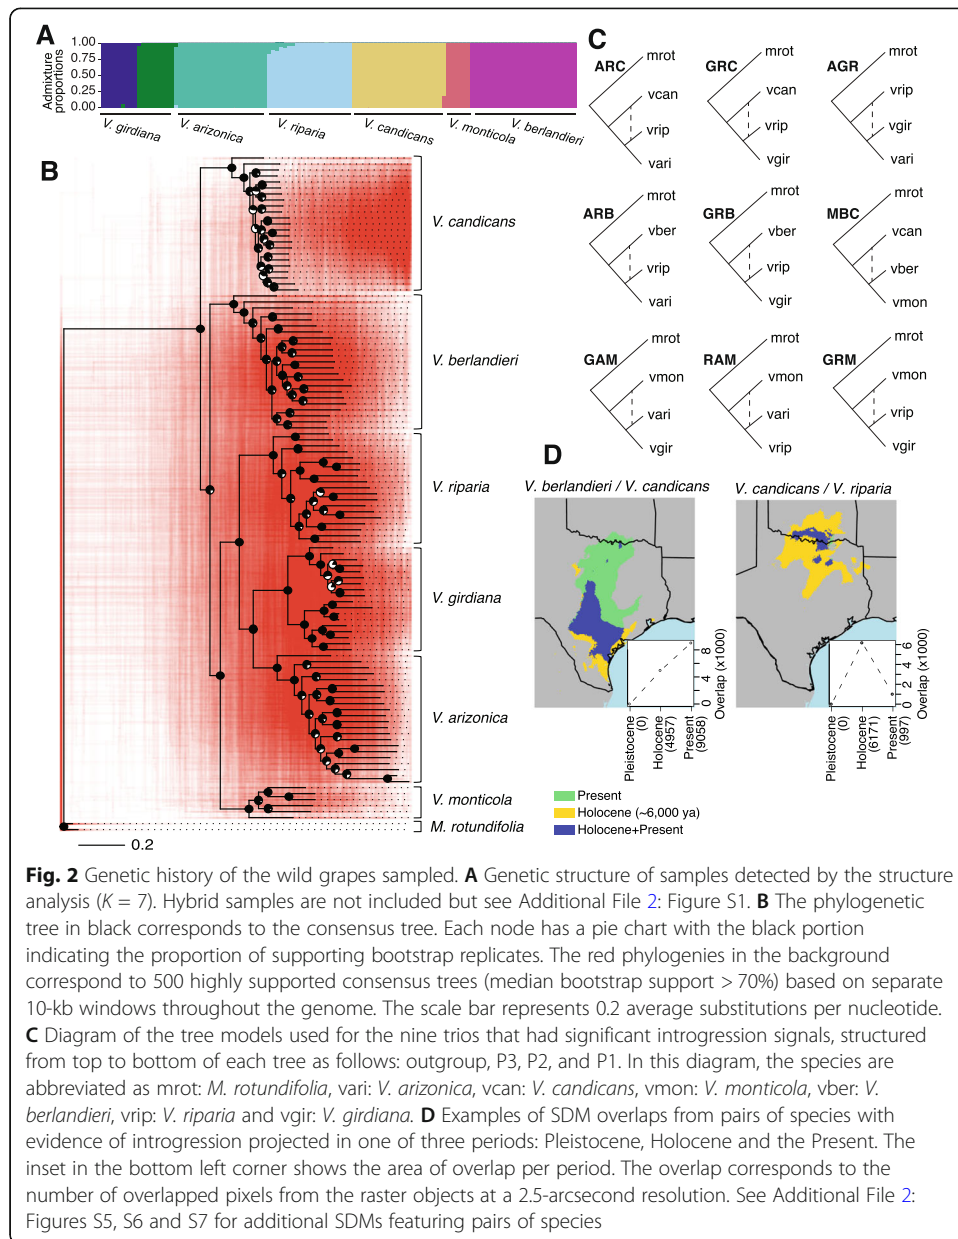 A
1.00
0.75
0.50
0.25
0.00
Admixture
proportions
V. girdiana
V. arizonica
V. riparia
V. candicans
V. monticola
V. berlandieri
B
V. candicans
V. berlandieri
V. riparia
V. girdiana
V. arizonica
V. monticola
M. rotundifolia
0.2
C
ARC
mrot
vcan
vrip
vari
GRC
mrot
vcan
vrip
vgir
AGR
mrot
vrip
vgir
vari
ARB
mrot
vber
vrip
vari
GRB
mrot
vber
vrip
vgir
MBC
mrot
vcan
vber
vmon
GAM
mrot
vmon
vari
vgir
RAM
mrot
vmon
vari
vrip
GRM
mrot
vmon
vrip
vgir
D
V. berlandieri / V. candicans
0 2 4 6 8
Overlap (x1000)
Pleistocene
(0)
Holocene
(4957)
Present
(9058)
V. candicans / V. riparia
0 1 2 4 6
Overlap (x1000)
Pleistocene
(0)
Holocene
(6171)
Present
(997)
Present
Holocene (~6,000 ya)
Holocene+Present
Fig. 2 Genetic history of the wild grapes sampled. A Genetic structure of samples detected by the structure
analysis (K = 7). Hybrid samples are not included but see Additional File 2: Figure S1. B The phylogenetic
tree in black corresponds to the consensus tree. Each node has a pie chart with the black portion
indicating the proportion of supporting bootstrap replicates. The red phylogenies in the background
correspond to 500 highly supported consensus trees (median bootstrap support > 70%) based on separate
10-kb windows throughout the genome. The scale bar represents 0.2 average substitutions per nucleotide.
C Diagram of the tree models used for the nine trios that had significant introgression signals, structured
from top to bottom of each tree as follows: outgroup, P3, P2, and P1. In this diagram, the species are
abbreviated as mrot: M. rotundifolia, vari: V. arizonica, vcan: V. candicans, vmon: V. monticola, vber: V.
berlandieri, vrip: V. riparia and vgir: V. girdiana. D Examples of SDM overlaps from pairs of species with
evidence of introgression projected in one of three periods: Pleistocene, Holocene and the Present. The
inset in the bottom left corner shows the area of overlap per period. The overlap corresponds to the
number of overlapped pixels from the raster objects at a 2.5-arcsecond resolution. See Additional File 2:
Figures S5, S6 and S7 for additional SDMs featuring pairs of species